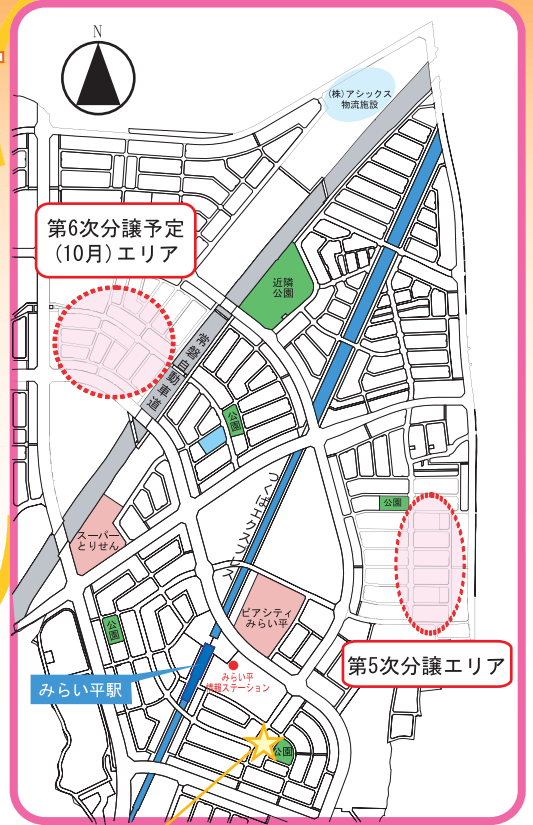 N
(株)アシックス
物流施設
第6次分譲予定
(10月)エリア
近隣
公園
常磐自動車道
公園
つくばエクスプレス
公園
スーパー
とりせん
ピアシティ
みらい平
公園
第5次分譲エリア
みらい平駅
みらい平
情報ステーション
公園